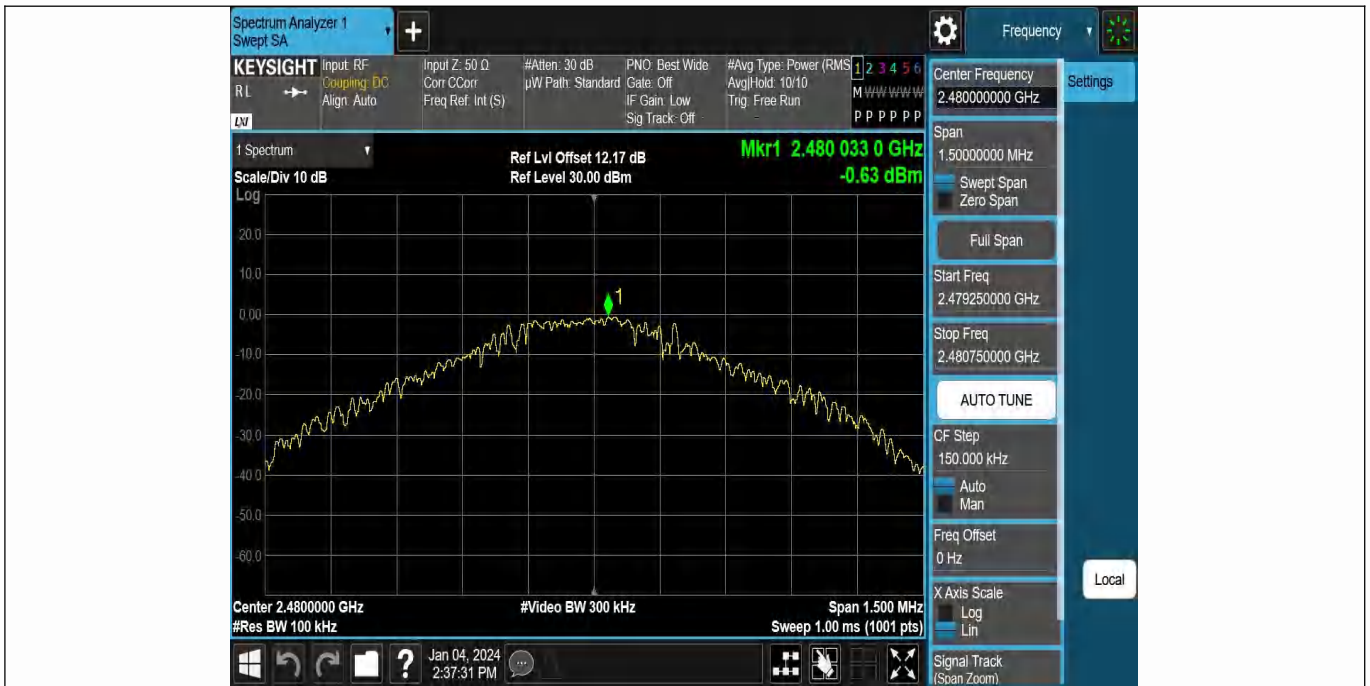 Spectrum Analyzer 1
Swept SA
Frequency
KEYSIGHT
RL
LXI
Input: RF
Coupling: DC
Align: Auto
Input Z: 50 Ω
Corr CCorr
Freq Ref: Int (S)
#Atten: 30 dB
µW Path: Standard
PNO: Best Wide
Gate: Off
IF Gain: Low
Sig Track: Off
#Avg Type: Power (RMS
Avg|Hold: 10/10
Trig: Free Run
1 2 3 4 5 6
M W W W W W
P P P P P P
Center Frequency
2.480000000 GHz
Settings
Span
1.50000000 MHz
Swept Span
Zero Span
Full Span
Start Freq
2.479250000 GHz
Stop Freq
2.480750000 GHz
AUTO TUNE
CF Step
150.000 kHz
Auto
Man
Freq Offset
0 Hz
X Axis Scale
Log
Lin
Signal Track
(Span Zoom)
Local
1 Spectrum
Scale/Div 10 dB
Ref Lvl Offset 12.17 dB
Ref Level 30.00 dBm
Mkr1 2.480 033 0 GHz
-0.63 dBm
Log
20.0
10.0
0.00
-10.0
-20.0
-30.0
-40.0
-50.0
-60.0
1
Center 2.4800000 GHz
#Video BW 300 kHz
Span 1.500 MHz
#Res BW 100 kHz
Sweep 1.00 ms (1001 pts)
Jan 04, 2024
2:37:31 PM